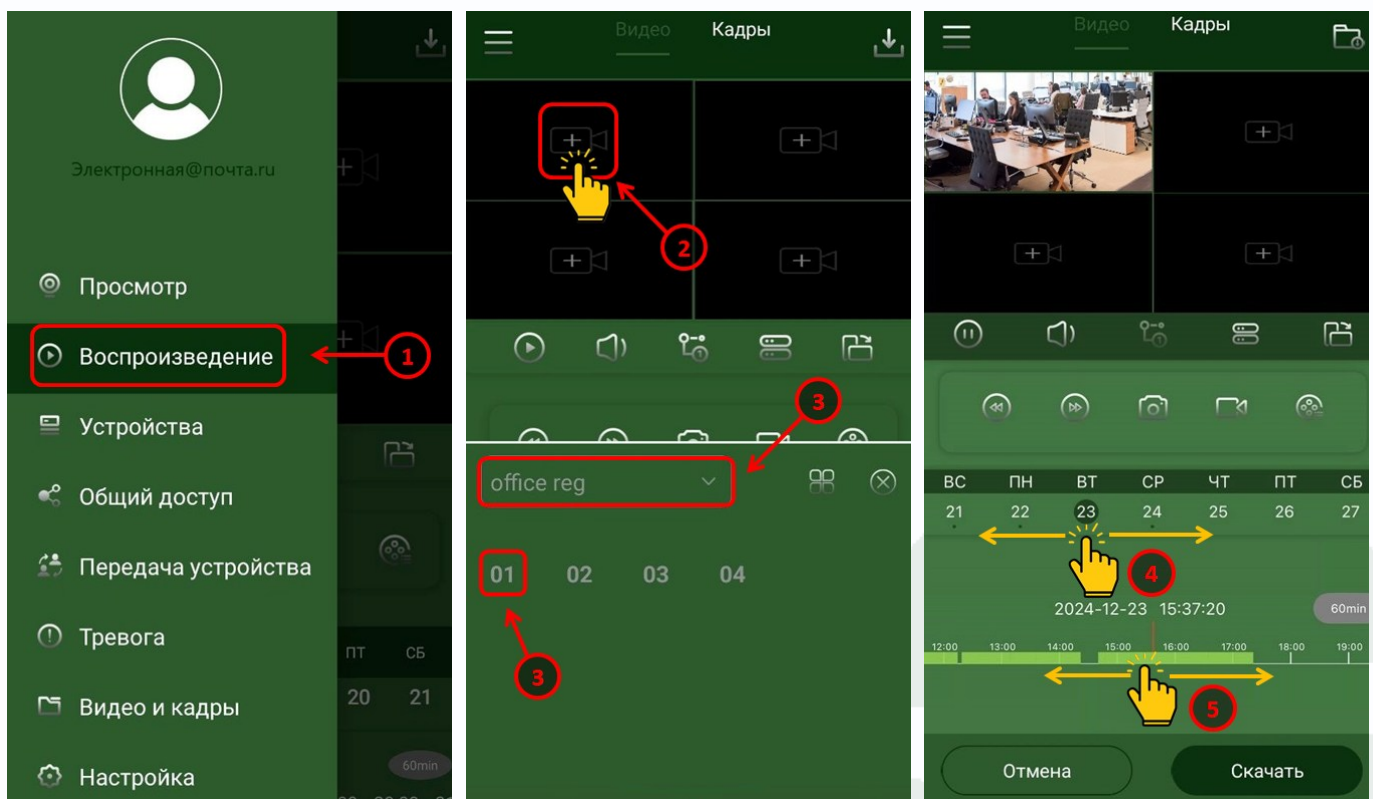 Электронная@почта.ru
Просмотр
Воспроизведение
1
Устройства
Общий доступ
Передача устройства
Тревога
ПТ СБ
Видео и кадры
20 21
60min
Настройка
Видео Кадры
2
3
office reg
01 02 03 04
3
Видео Кадры
ВС ПН ВТ СР ЧТ ПТ СБ
21 22 23 24 25 26 27
4
2024-12-23 15:37:20
60min
12:00 13:00 14:00 15:00 16:00 17:00 18:00 19:00
5
Отмена Скачать